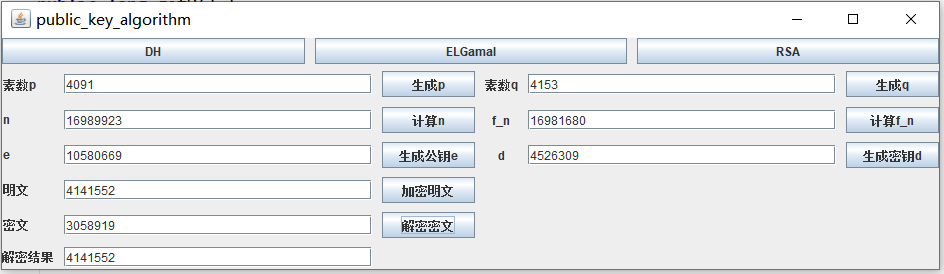 public_key_algorithm
DH ELGamal RSA
素数p 4091 生成p 素数q 4153 生成q
n 16989923 计算n f_n 16981680 计算f_n
e 10580669 生成公钥e d 4526309 生成密钥d
明文 4141552 加密明文
密文 3058919 解密密文
解密结果 4141552